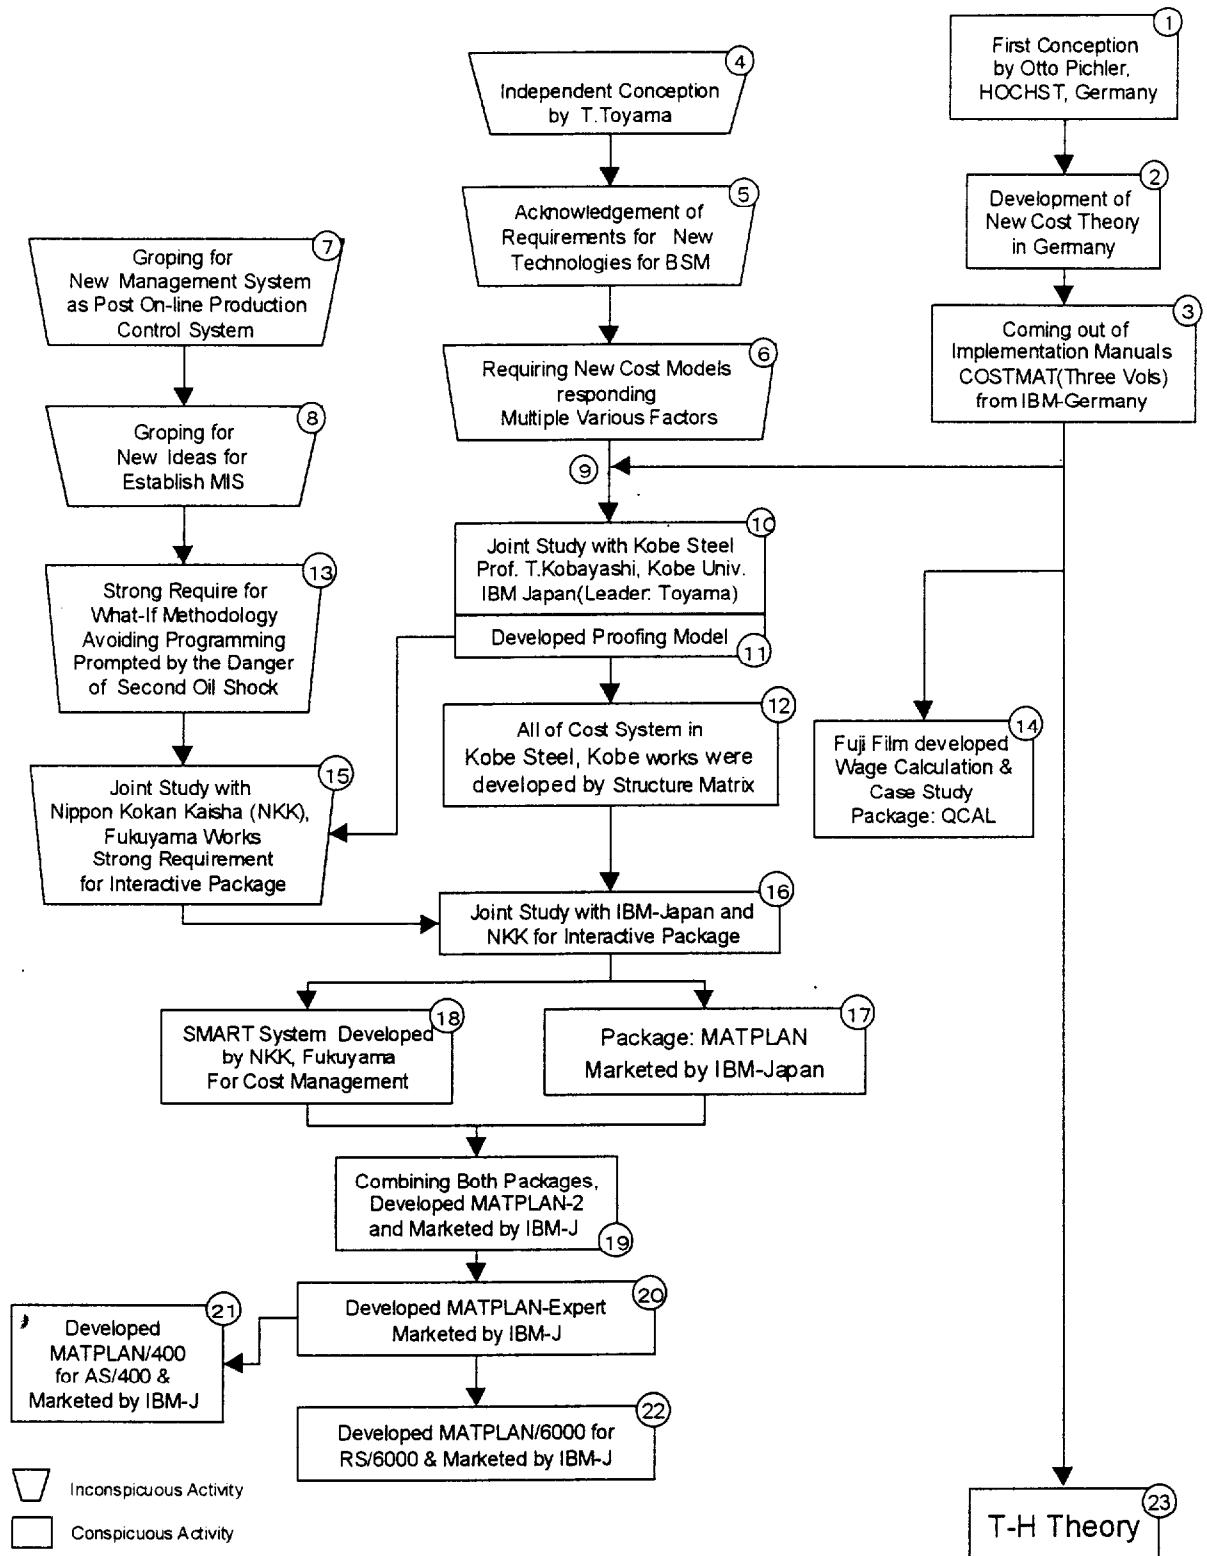 1
First Conception
by Otto Pichler,
HOCHST, Germany
2
Development of
New Cost Theory
in Germany
3
Coming out of
Implementation Manuals
COSTMAT(Three Vols)
from IBM-Germany
4
Independent Conception
by T.Toyama
5
Acknowledgement of
Requirements for New
Technologies for BSM
6
Requiring New Cost Models
responding
Multiple Various Factors
7
Groping for
New Management System
as Post On-line Production
Control System
8
Groping for
New Ideas for
Establish MIS
9
10
Joint Study with Kobe Steel
Prof. T.Kobayashi, Kobe Univ.
IBM Japan(Leader: Toyama)
Developed Proofing Model
11
12
All of Cost System in
Kobe Steel, Kobe works were
developed by Structure Matrix
13
Strong Require for
What-If Methodology
Avoiding Programming
Prompted by the Danger
of Second Oil Shock
14
Fuji Film developed
Wage Calculation &
Case Study
Package: QCAL
15
Joint Study with
Nippon Kokan Kaisha (NKK),
Fukuyama Works
Strong Requirement
for Interactive Package
16
Joint Study with IBM-Japan and
NKK for Interactive Package
17
Package: MATPLAN
Marketed by IBM-Japan
18
SMART System Developed
by NKK, Fukuyama
For Cost Management
Combining Both Packages,
Developed MATPLAN-2
and Marketed by IBM-J
19
20
Developed MATPLAN-Expert
Marketed by IBM-J
21
Developed
MATPLAN/400
for AS/400 &
Marketed by IBM-J
22
Developed MATPLAN/6000 for
RS/6000 & Marketed by IBM-J
23
T-H Theory
Inconspicuous Activity
Conspicuous Activity